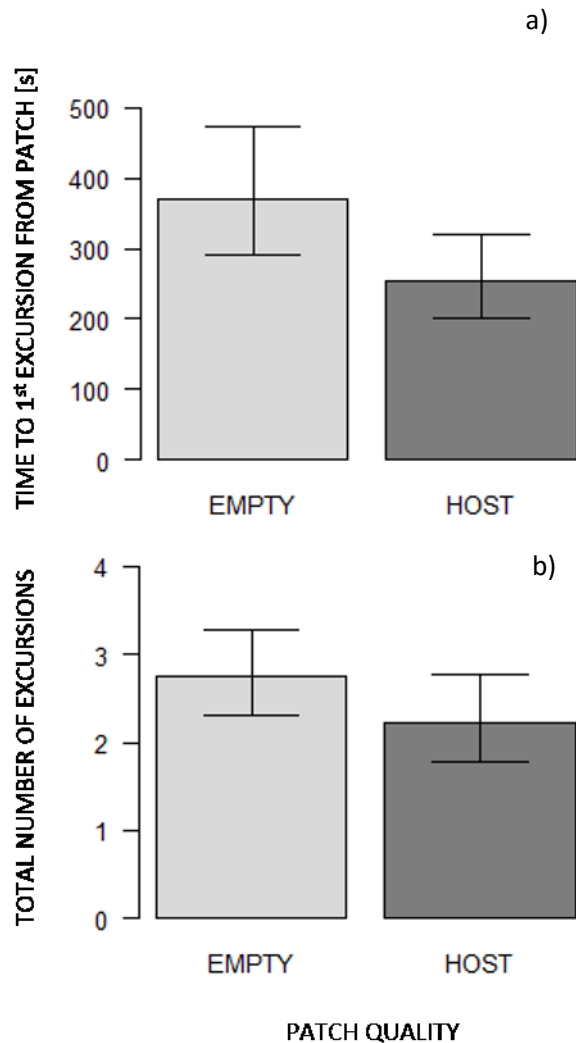 a)
TIME TO 1st EXCURSION FROM PATCH [s]
500
400
300
200
100
0
EMPTY HOST
b)
TOTAL NUMBER OF EXCURSIONS
4
3
2
1
0
EMPTY HOST
PATCH QUALITY